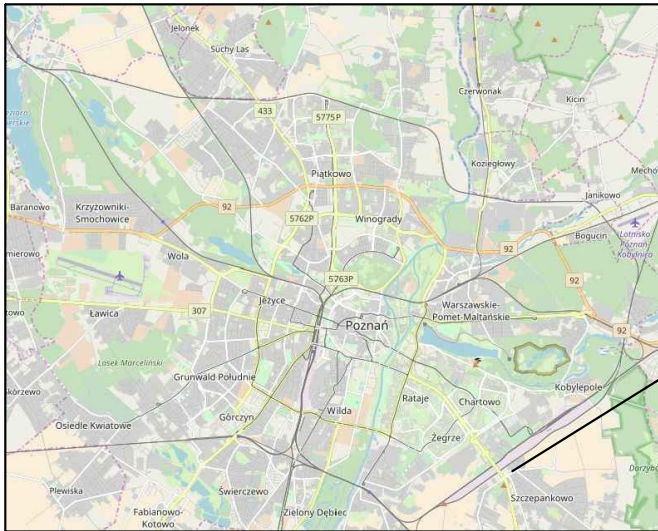 Jelonek
Suchy Las
Czerwonak
Kicin
433
5775P
Koziegłowy
Piątkowo
Janikowo
Baranowo
Krzyżowniki-
Smochowice
92
5762P
Winogrady
Lotnisko
Poznań
Kobylnica
Bogucin
92
92
Wola
5763P
Jeżyce
Warszawskie-
Pomet-Maltańskie
Ławica
307
Poznań
92
Lasek Marceliński
Grunwald Południe
Kobylepole
Skórzewo
Rataje
Chartowo
Osiedle Kwiatowe
Górczyn
Wilda
Żegrze
Plewiska
Świerczewo
Szczepankowo
Fabianowo-
Kotowo
Zielony Dębiec